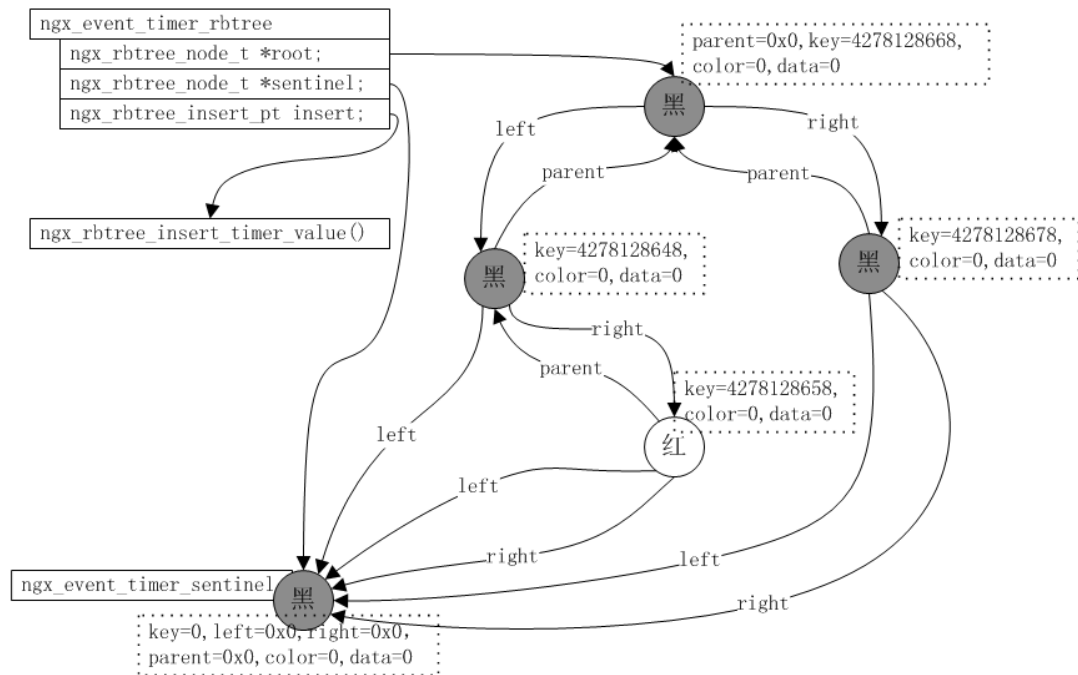 ngx_event_timer_rbtree
ngx_rbtree_node_t *root;
ngx_rbtree_node_t *sentinel;
ngx_rbtree_insert_pt insert;
ngx_rbtree_insert_timer_value()
parent=0x0,key=4278128668,
color=0,data=0
黑
left
right
parent
parent
key=4278128648,
color=0,data=0
黑
key=4278128678,
color=0,data=0
黑
right
parent
key=4278128658,
color=0,data=0
红
left
left
right
left
right
ngx_event_timer_sentinel
黑
key=0,left=0x0,right=0x0,
parent=0x0,color=0,data=0